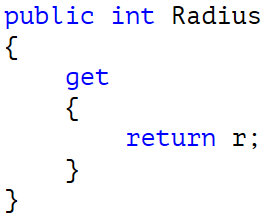 public int Radius
{
    get
    {
        return r;
    }
}